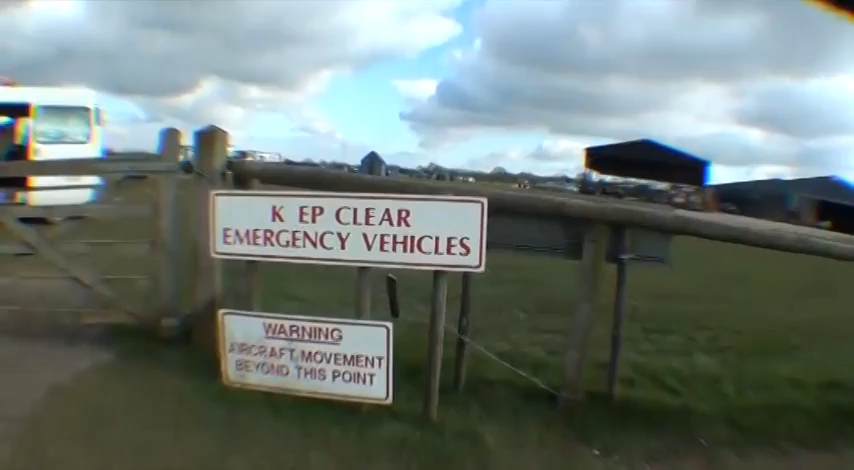 K EP CLEAR
EMERGENCY VEHICLES
WARNING
AIRCRAFT MOVEMENT
BEYOND THIS POINT